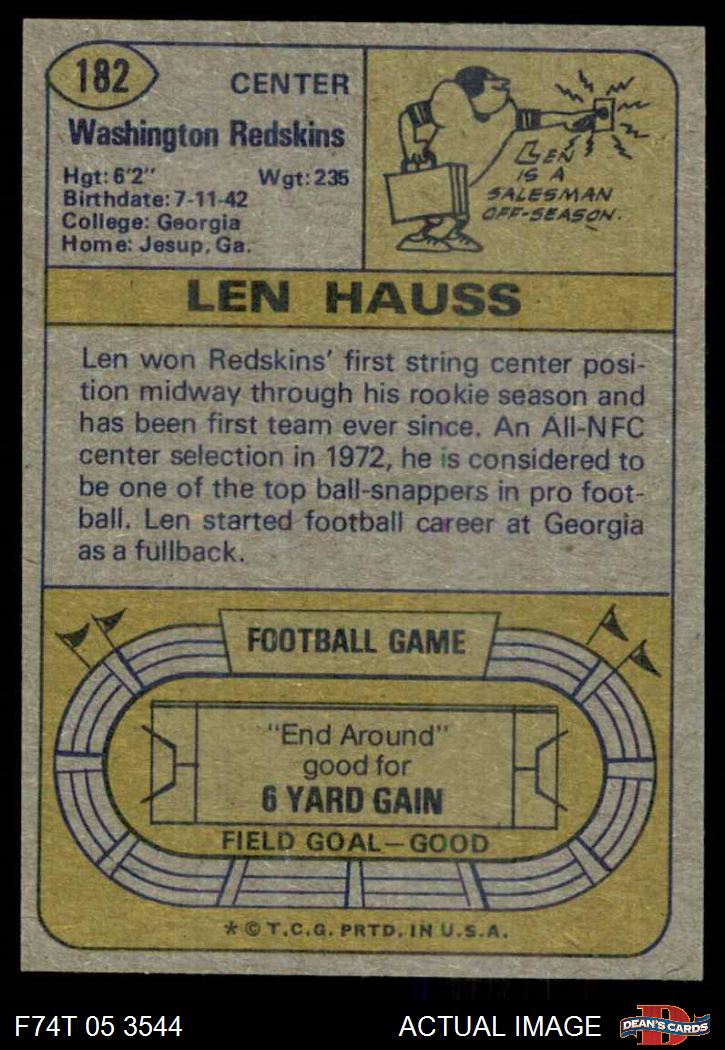 182
CENTER
Washington Redskins
Hgt: 6'2" Wgt: 235
Birthdate: 7-11-42
College: Georgia
Home: Jesup, Ga.
LEN
IS A
SALESMAN
OFF-SEASON.
LEN HAUSS
Len won Redskins' first string center posi-
tion midway through his rookie season and
has been first team ever since. An All-NFC
center selection in 1972, he is considered to
be one of the top ball-snappers in pro foot-
ball. Len started football career at Georgia
as a fullback.
FOOTBALL GAME
"End Around"
good for
6 YARD GAIN
FIELD GOAL—GOOD
* © T.C.G. PRTD. IN U.S.A.
F74T 05 3544 ACTUAL IMAGE
D
DEAN'S CARDS